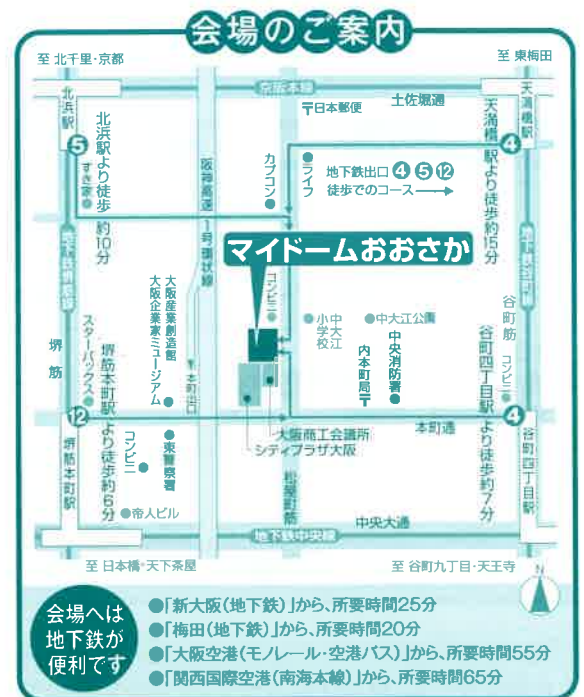 会場のご案内
至 北千里・京都
至 東梅田
京阪本線
北浜駅
天満橋駅
〒日本郵便
土佐堀通
5
4
すき家
北浜駅より徒歩 約10分
阪神高速 1号環状線
カプコン
ライフ
地下鉄出口 4 5 12
徒歩でのコース
天満橋駅より徒歩約15分
マイドームおおさか
地下鉄堺筋線
地下鉄谷町線
堺筋
谷町筋
コンビニ
スターバックス
堺筋本町駅より徒歩約6分
大阪産業創造館
大阪企業家ミュージアム
至 本町出口
コンビニ
中大江
小学校
中大江公園
中央消防署
内本町局〒
谷町四丁目駅より徒歩約7分
12
4
本町通
大阪商工会議所
シティプラザ大阪
堺筋本町駅
コンビニ
東警察署
帝人ビル
松屋町筋
谷町四丁目駅
中央大通
地下鉄中央線
至 日本橋・天下茶屋
至 谷町九丁目・天王寺
N
会場へは
地下鉄が
便利です
●「新大阪(地下鉄)」から、所要時間25分
●「梅田(地下鉄)」から、所要時間20分
●「大阪空港(モノレール・空港バス)」から、所要時間55分
●「関西国際空港(南海本線)」から、所要時間65分